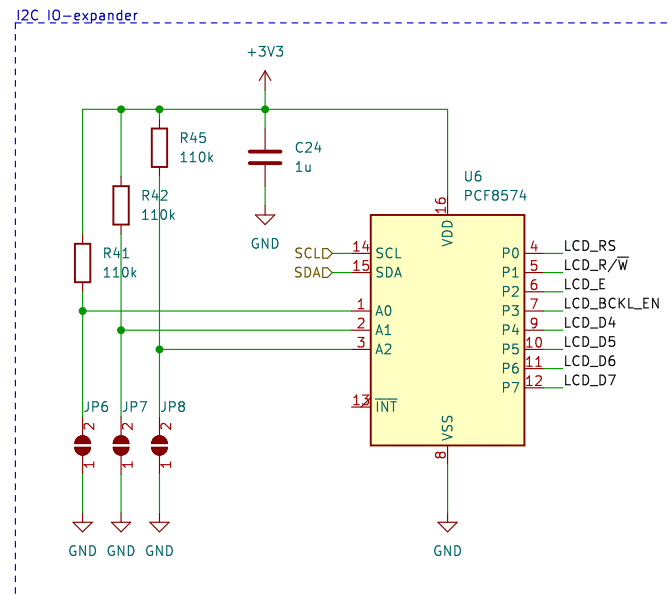 I2C IO-expander
+3V3
R45
110k
C24
1u
GND
R42
110k
R41
110k
U6
PCF8574
16
VDD
SCL
14
SCL
SDA
15
SDA
1
A0
2
A1
3
A2
13
INT
P0
4
LCD_RS
P1
5
LCD_R/W
P2
6
LCD_E
P3
7
LCD_BCKL_EN
P4
9
LCD_D4
P5
10
LCD_D5
P6
11
LCD_D6
P7
12
LCD_D7
VSS
8
JP6
JP7
JP8
2
2
2
1
1
1
GND
GND
GND
GND